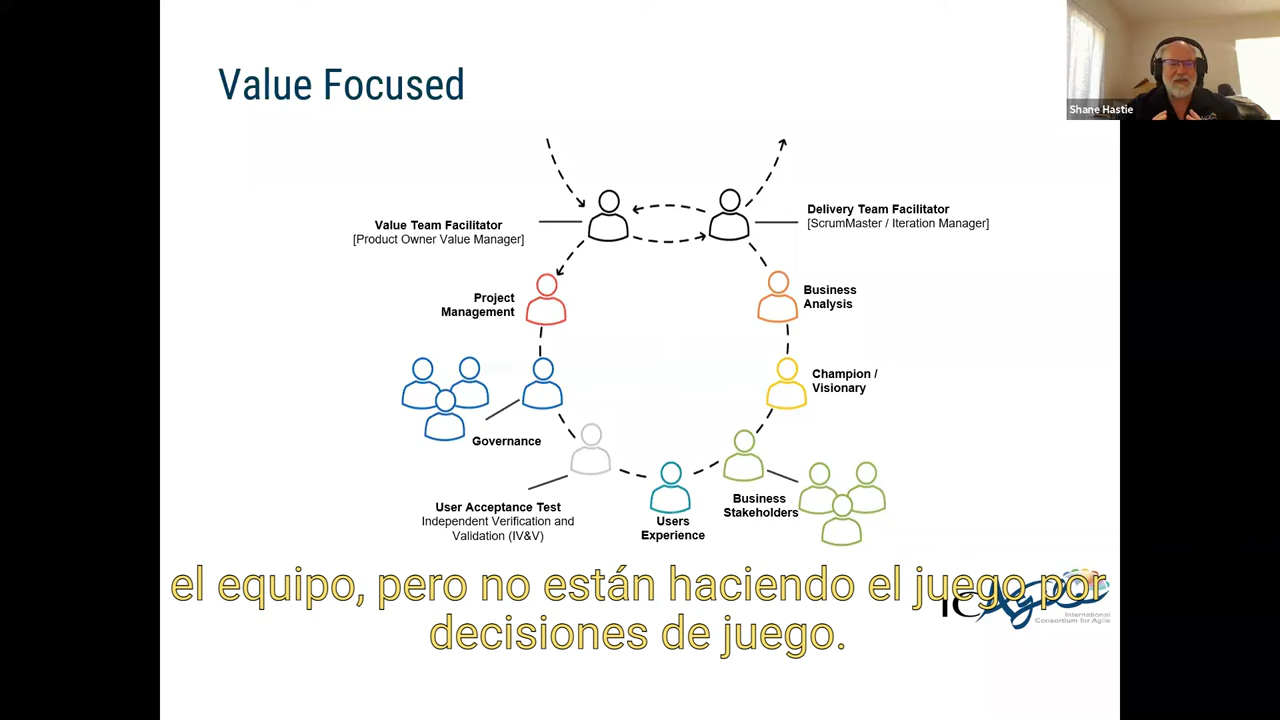 Value Focused
Shane Hastie
Value Team Facilitator
[Product Owner Value Manager]
Delivery Team Facilitator
[ScrumMaster / Iteration Manager]
Project
Management
Business
Analysis
Champion /
Visionary
Governance
User Acceptance Test
Independent Verification and
Validation (IV&V)
Users
Experience
Business
Stakeholders
el equipo, pero no están haciendo el juego por
decisiones de juego.
ICAgile
International
Consortium for Agile